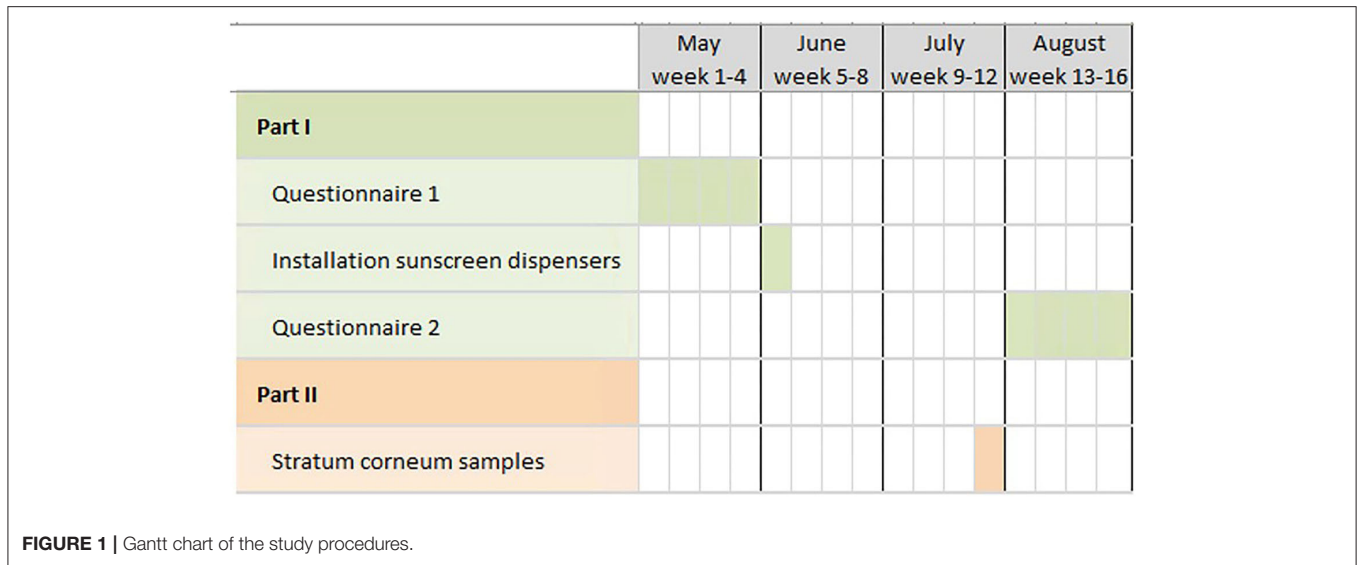 May June July August
week 1-4 week 5-8 week 9-12 week 13-16
Part I
Questionnaire 1
Installation sunscreen dispensers
Questionnaire 2
Part II
Stratum corneum samples
FIGURE 1 | Gantt chart of the study procedures.